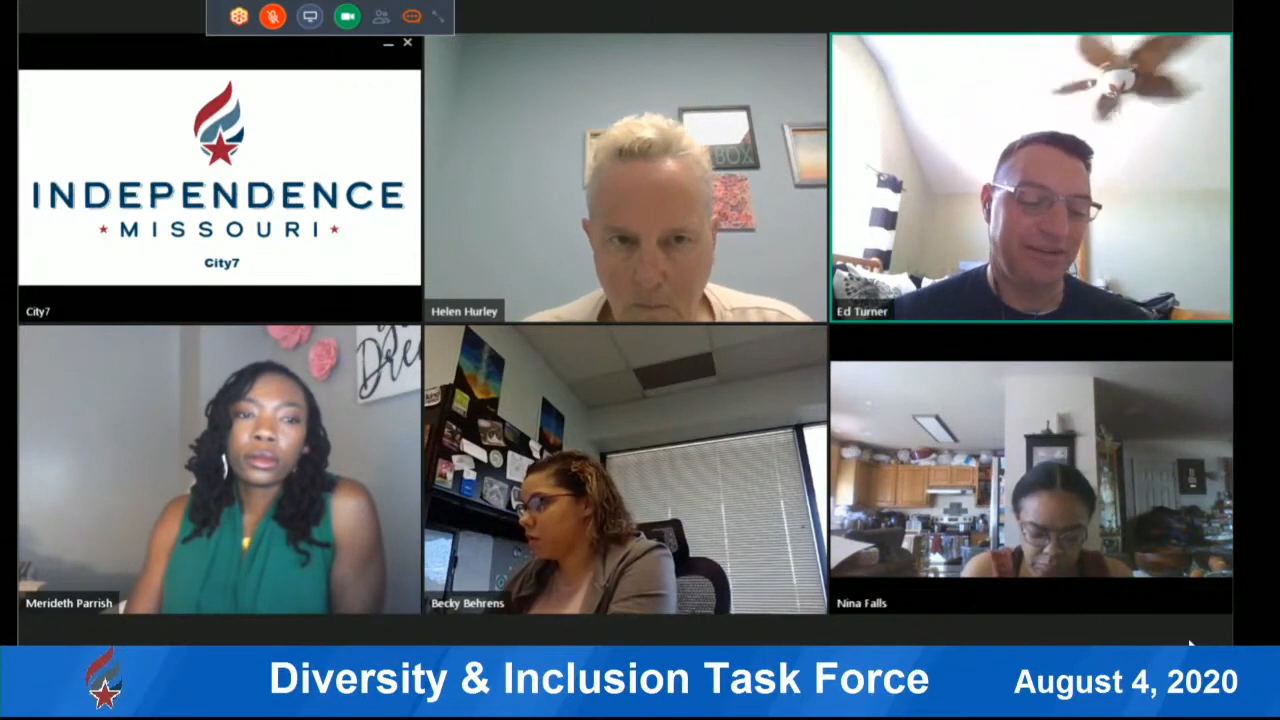 INDEPENDENCE
MISSOURI
City7
City7
BOX
Helen Hurley
Ed Turner
Merideth Parrish
Becky Behrens
Nina Falls
Diversity & Inclusion Task Force
August 4, 2020